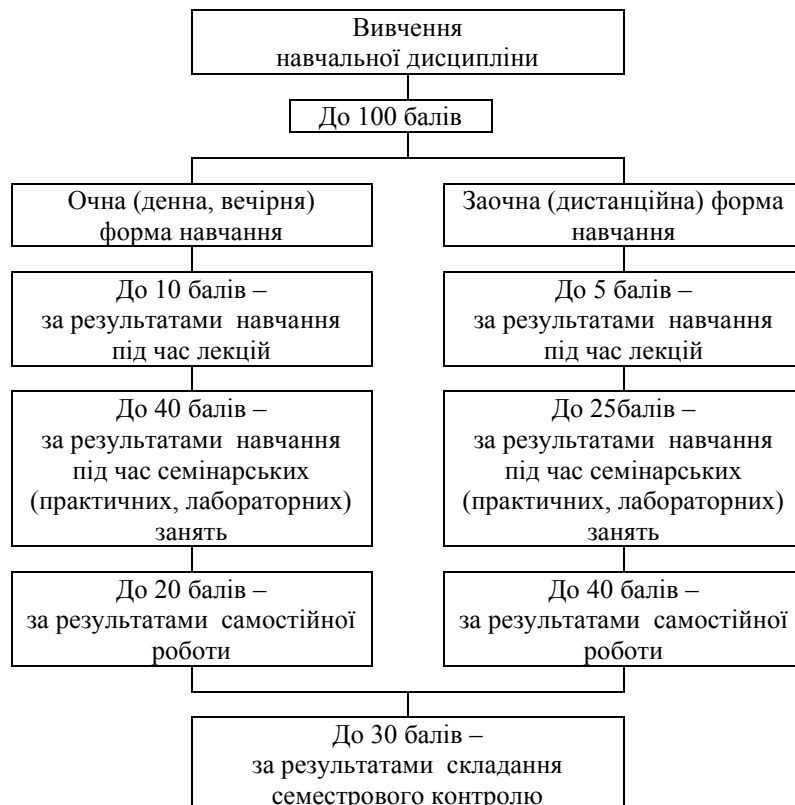 Вивчення
навчальної дисципліни
До 100 балів
Очна (денна, вечірня)
форма навчання
До 10 балів –
за результатами навчання
під час лекцій
До 40 балів –
за результатами навчання
під час семінарських
(практичних, лабораторних)
занять
До 20 балів –
за результатами самостійної
роботи
Заочна (дистанційна) форма
навчання
До 5 балів –
за результатами навчання
під час лекцій
До 25балів –
за результатами навчання
під час семінарських
(практичних, лабораторних)
занять
До 40 балів –
за результатами самостійної
роботи
До 30 балів –
за результатами складання
семестрового контролю